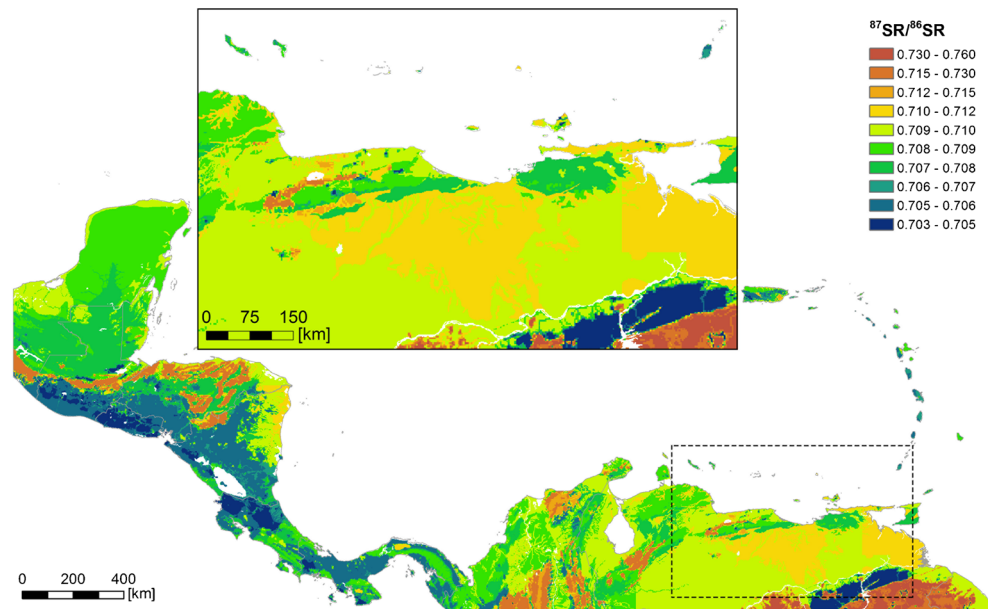 ⁸⁷SR/⁸⁶SR
0.730 - 0.760
0.715 - 0.730
0.712 - 0.715
0.710 - 0.712
0.709 - 0.710
0.708 - 0.709
0.707 - 0.708
0.706 - 0.707
0.705 - 0.706
0.703 - 0.705
0 75 150
[km]
0 200 400
[km]